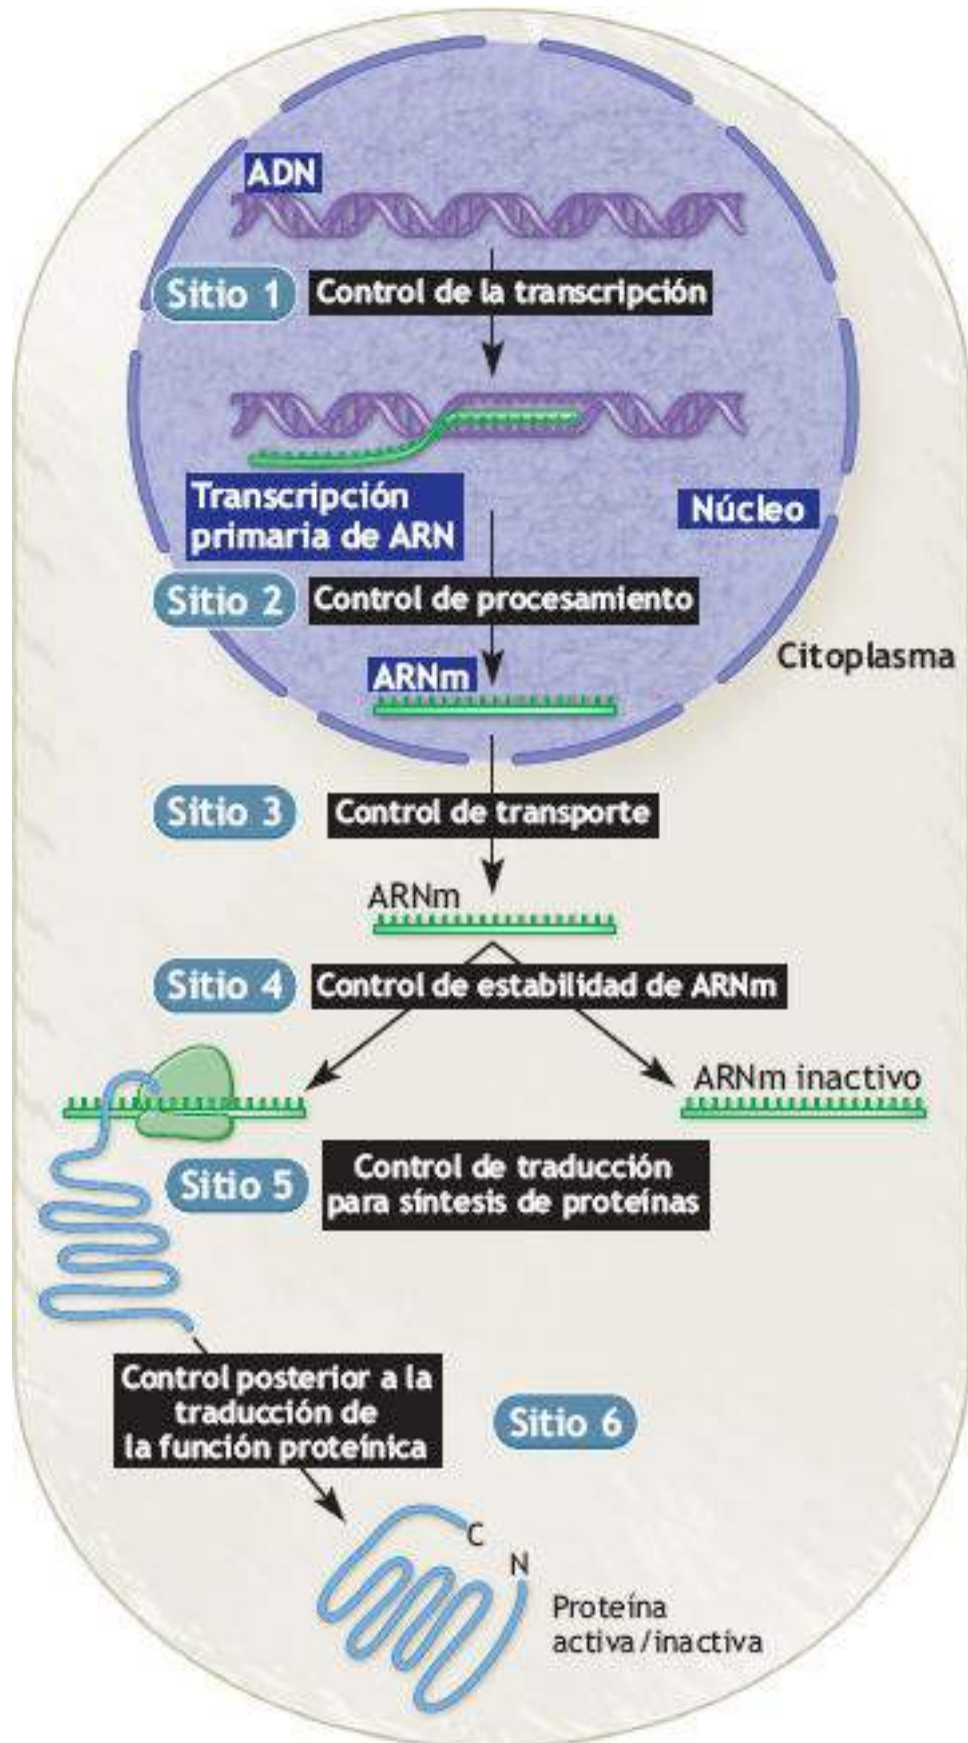 ADN
Sitio 1
Control de la transcripción
Transcripción
primaria de ARN
Núcleo
Sitio 2
Control de procesamiento
Citoplasma
ARNm
Sitio 3
Control de transporte
ARNm
Sitio 4
Control de estabilidad de ARNm
ARNm inactivo
Sitio 5
Control de traducción
para síntesis de proteínas
Control posterior a la
traducción de
la función proteínica
Sitio 6
C
N
Proteína
activa/inactiva